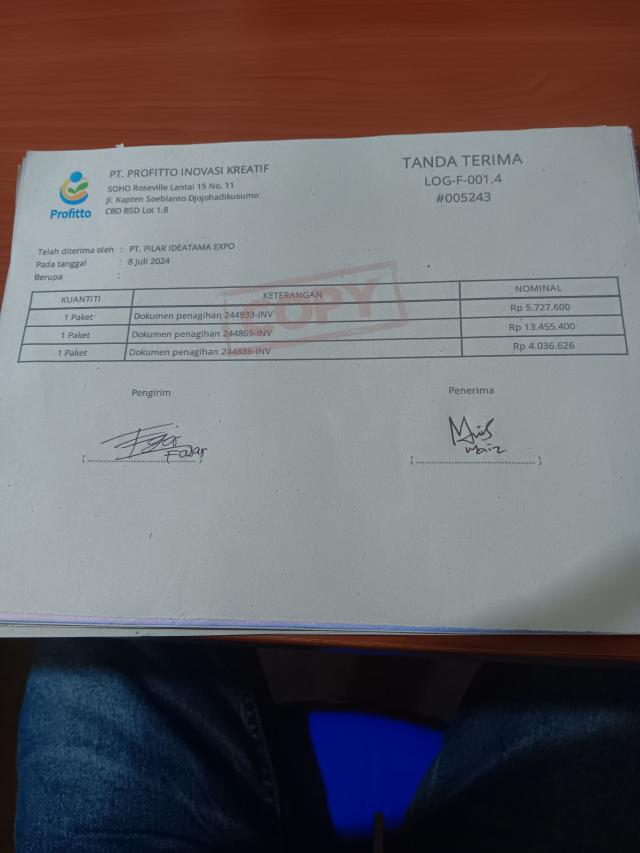 Profitto
PT. PROFITTO INOVASI KREATIF
SOHO Roseville Lantai 15 No. 11
Jl. Kapten Soebianto Djojohadikusumo
CBD BSD Lot 1.8
TANDA TERIMA
LOG-F-001.4
#005243
Telah diterima oleh : PT. PILAR IDEATAMA EXPO
Pada tanggal : 8 Juli 2024
Berupa :
KUANTITI KETERANGAN NOMINAL
1 Paket Dokumen penagihan 244933-INV Rp 5.727.600
1 Paket Dokumen penagihan 244869-INV Rp 13.455.400
1 Paket Dokumen penagihan 244886-INV Rp 4.036.626
COPY
Pengirim Penerima
Fajar